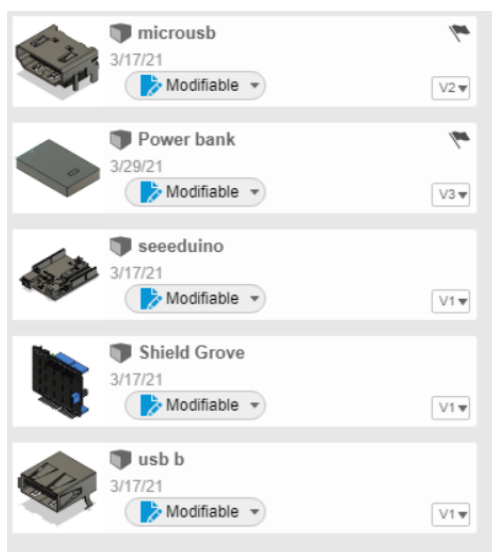 microusb
3/17/21
Modifiable
V2
Power bank
3/29/21
Modifiable
V3
seeeduino
3/17/21
Modifiable
V1
Shield Grove
3/17/21
Modifiable
V1
usb b
3/17/21
Modifiable
V1